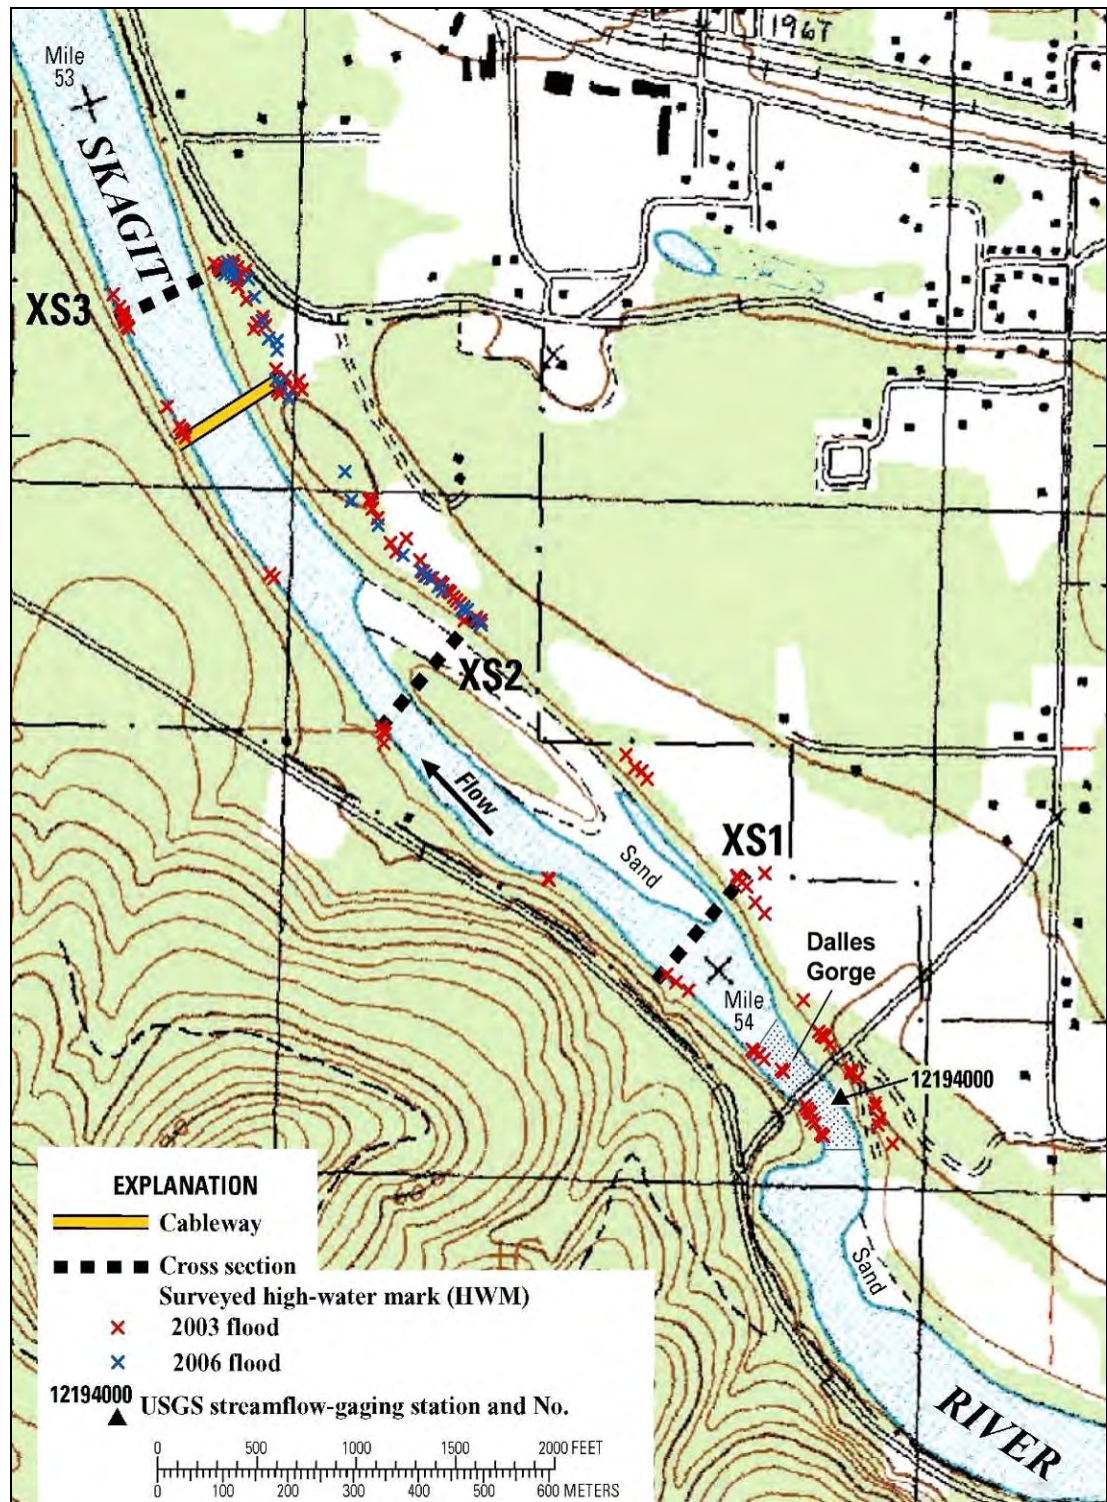 1967
Mile
53
SKAGIT
XS3
XS2
Flow
XS1
Sand
Dalles
Gorge
Mile
54
12194000
Sand
RIVER
EXPLANATION
Cableway
Cross section
Surveyed high-water mark (HWM)
2003 flood
2006 flood
12194000
USGS streamflow-gaging station and No.
0 500 1000 1500 2000 FEET
0 100 200 300 400 500 600 METERS